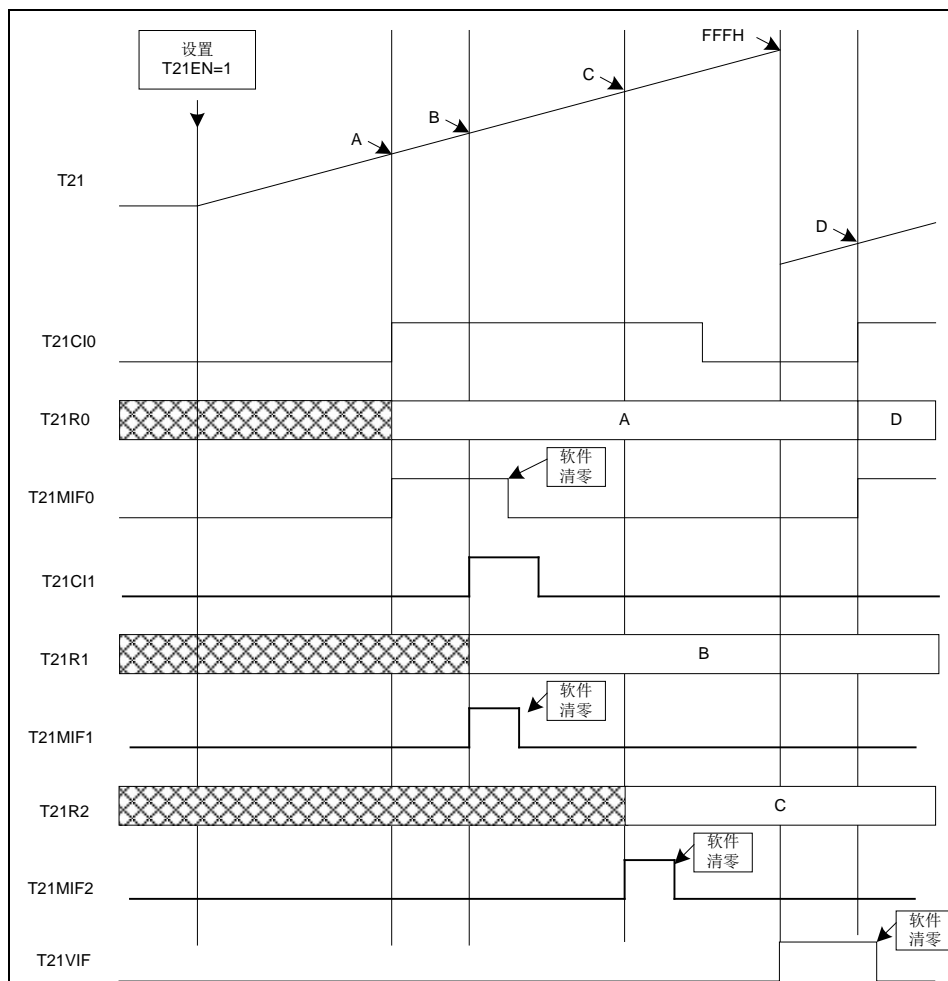 设置
T21EN=1
FFFH
C
B
A
T21
D
T21CI0
T21R0
A
D
软件
清零
T21MIF0
T21CI1
T21R1
B
软件
清零
T21MIF1
T21R2
C
软件
清零
T21MIF2
软件
清零
T21VIF